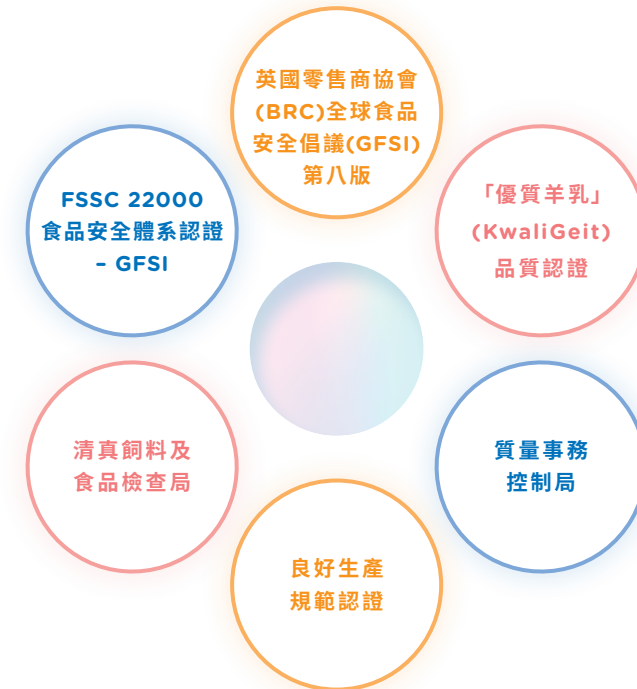 英國零售商協會
(BRC)全球食品
安全倡議(GFSI)
第八版
FSSC 22000
食品安全體系認證
– GFSI
「優質羊乳」
(KwaliGeit)
品質認證
清真飼料及
食品檢查局
質量事務
控制局
良好生產
規範認證